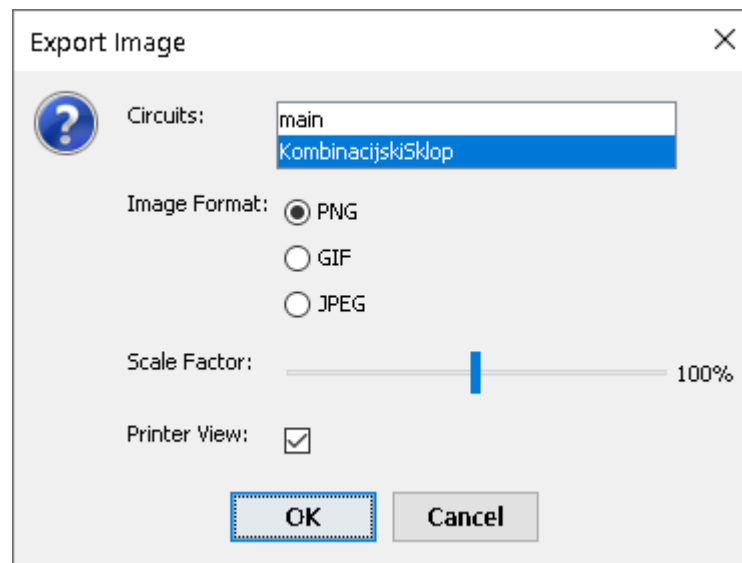 Export Image
Circuits:
main
KombinacijskiSklop
Image Format:
PNG
GIF
JPEG
Scale Factor:
100%
Printer View:
OK
Cancel